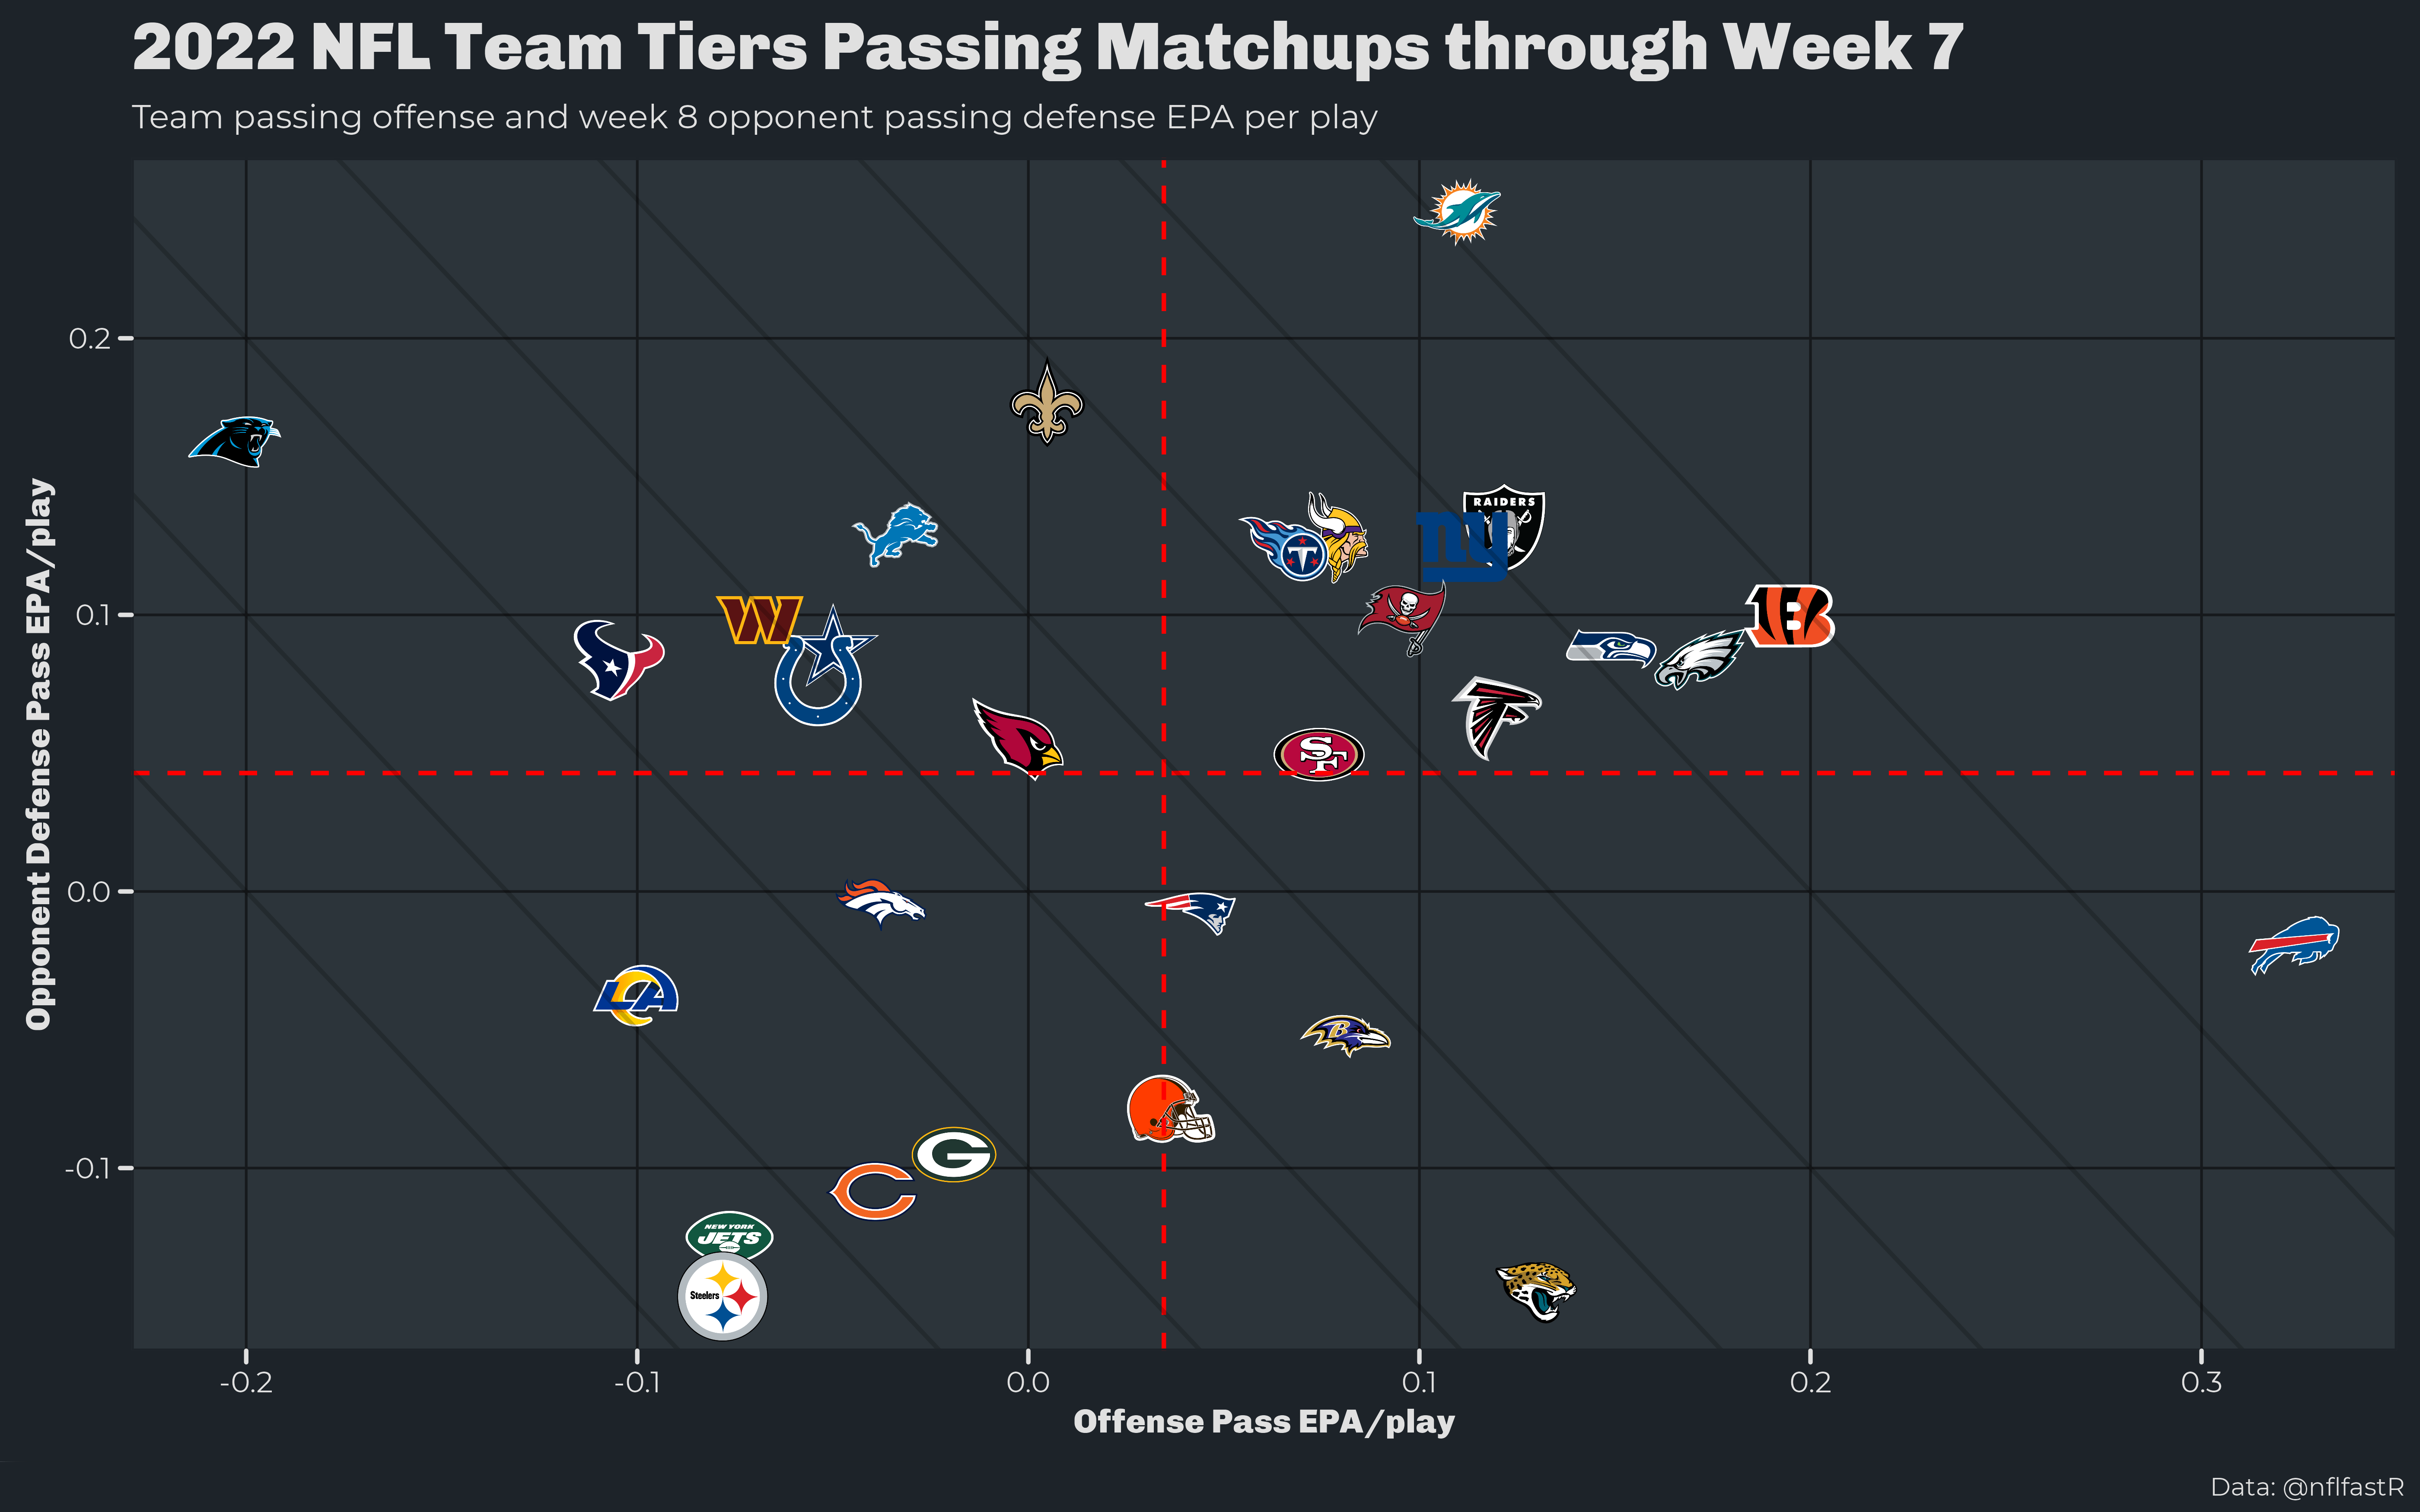 2022 NFL Team Tiers Passing Matchups through Week 7
Team passing offense and week 8 opponent passing defense EPA per play
Opponent Defense Pass EPA/play
0.2
0.1
0.0
-0.1
RAIDERS
NEW YORK
JETS
Steelers
-0.2
-0.1
0.0
0.1
0.2
0.3
Offense Pass EPA/play
Data: @nflfastR